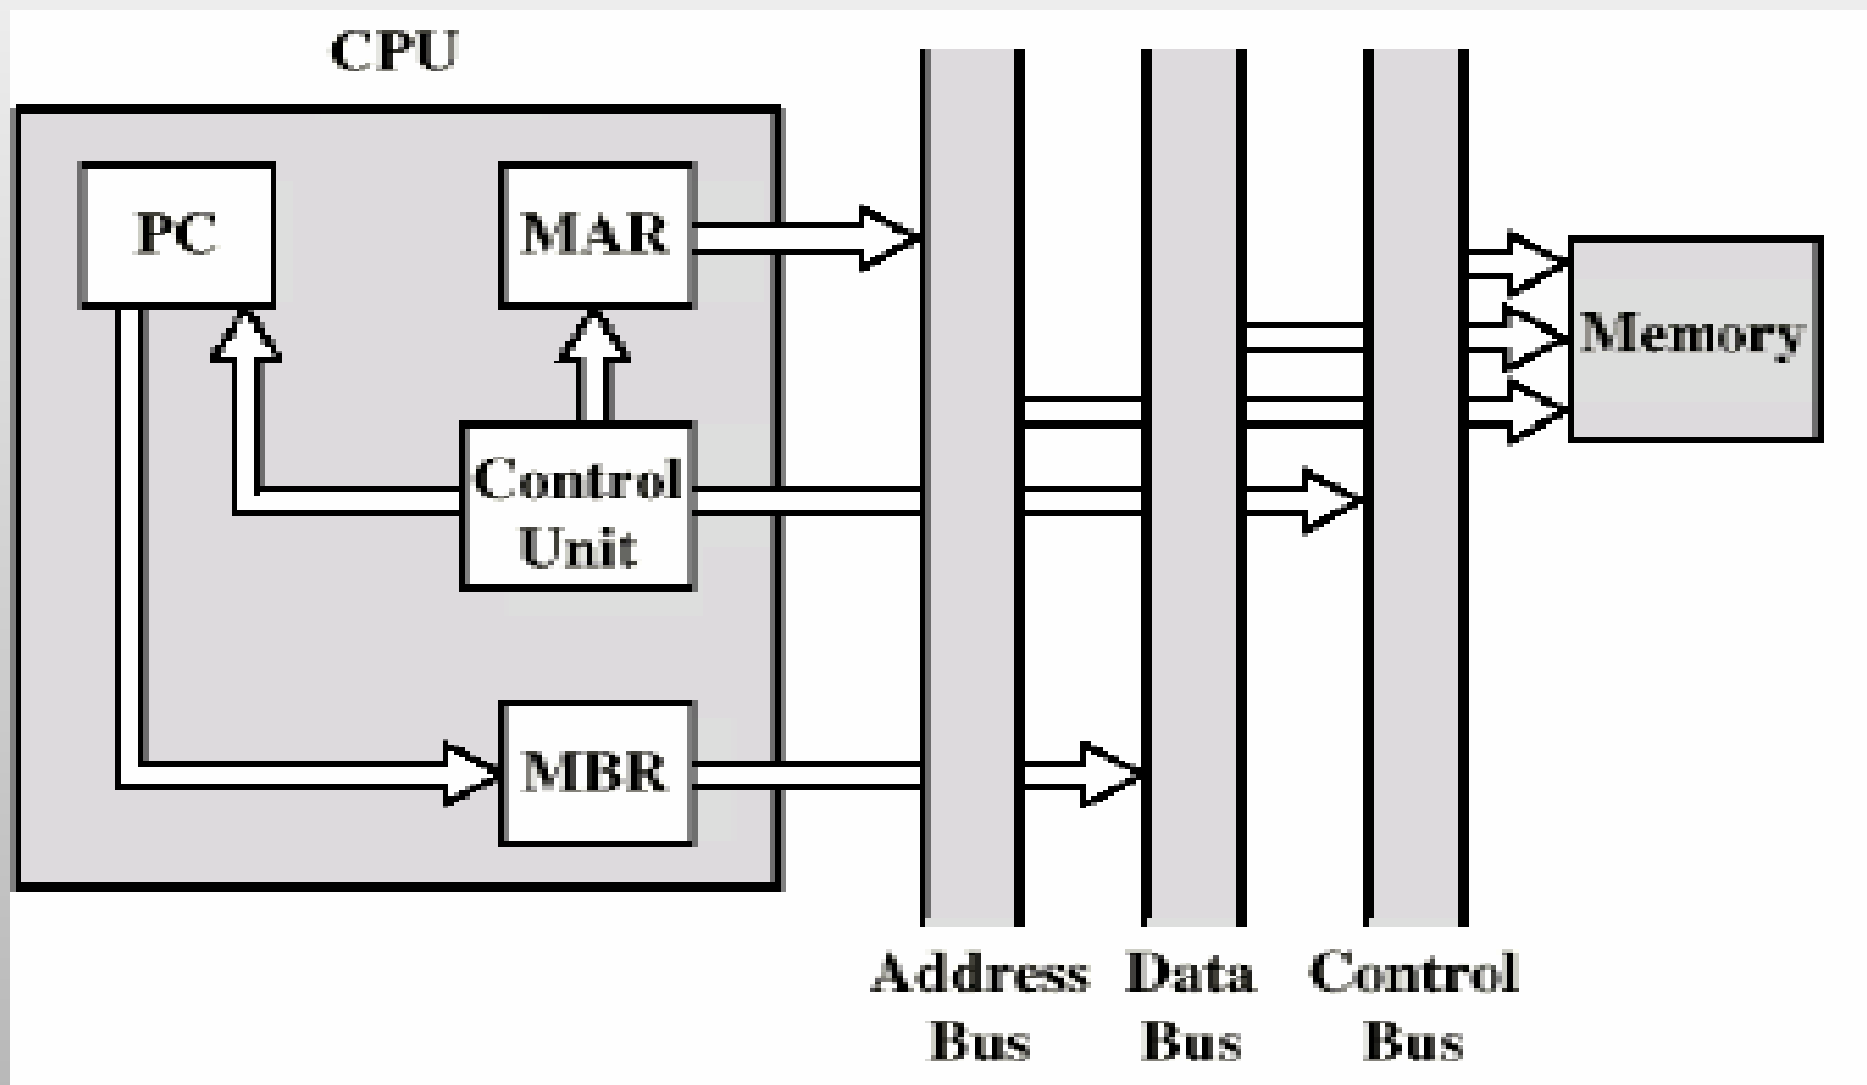 CPU
PC
MAR
Memory
Control
Unit
MBR
Address
Bus
Data
Bus
Control
Bus